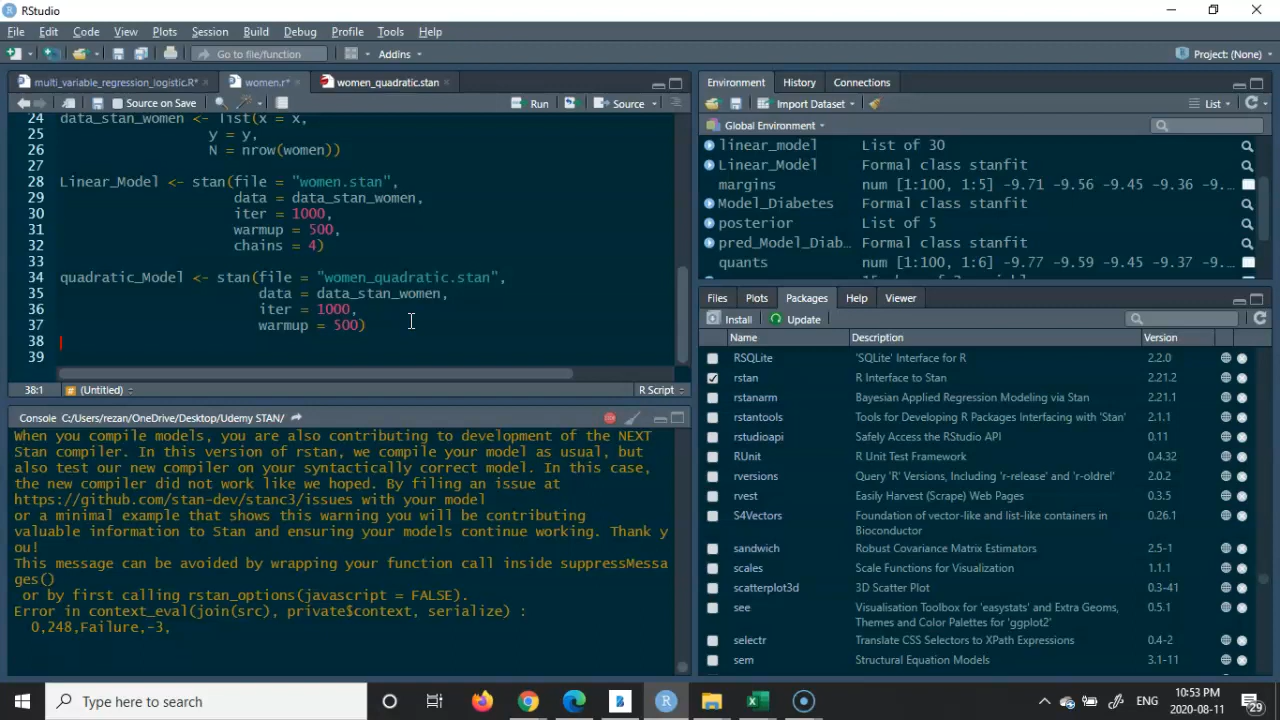 RStudio
File Edit Code View Plots Session Build Debug Profile Tools Help
Go to file/function Addins Project: (None)
multi_variable_regression_logistic.R* women.r* women_quadratic.stan
Source on Save Run Source
24 data_stan_women <- list(x = x,
25 y = y,
26 N = nrow(women))
27
28 Linear_Model <- stan(file = "women.stan",
29 data = data_stan_women,
30 iter = 1000,
31 warmup = 500,
32 chains = 4)
33
34 quadratic_Model <- stan(file = "women_quadratic.stan",
35 data = data_stan_women,
36 iter = 1000,
37 warmup = 500)
38
39
38:1 (Untitled) R Script
Console C:/Users/rezan/OneDrive/Desktop/Udemy STAN/
When you compile models, you are also contributing to development of the NEXT
Stan compiler. In this version of rstan, we compile your model as usual, but
also test our new compiler on your syntactically correct model. In this case,
the new compiler did not work like we hoped. By filing an issue at
https://github.com/stan-dev/stanc3/issues with your model
or a minimal example that shows this warning you will be contributing
valuable information to Stan and ensuring your models continue working. Thank y
ou!
This message can be avoided by wrapping your function call inside suppressMessa
ges()
or by first calling rstan_options(javascript = FALSE).
Error in context_eval(join(src), private$context, serialize) :
0,248,Failure,-3,
Environment History Connections
Import Dataset List
Global Environment
linear_model List of 30
Linear_Model Formal class stanfit
margins num [1:100, 1:5] -9.71 -9.56 -9.45 -9.36 -9...
Model_Diabetes Formal class stanfit
posterior List of 5
pred_Model_Diab… Formal class stanfit
quants num [1:100, 1:6] -9.77 -9.59 -9.45 -9.37 -9...
Files Plots Packages Help Viewer
Install Update
Name Description Version
RSQLite 'SQLite' Interface for R 2.2.0
rstan R Interface to Stan 2.21.2
rstanarm Bayesian Applied Regression Modeling via Stan 2.21.1
rstantools Tools for Developing R Packages Interfacing with 'Stan' 2.1.1
rstudioapi Safely Access the RStudio API 0.11
RUnit R Unit Test Framework 0.4.32
rversions Query 'R' Versions, Including 'r-release' and 'r-oldrel' 2.0.2
rvest Easily Harvest (Scrape) Web Pages 0.3.5
S4Vectors Foundation of vector-like and list-like containers in 0.26.1
Bioconductor
sandwich Robust Covariance Matrix Estimators 2.5-1
scales Scale Functions for Visualization 1.1.1
scatterplot3d 3D Scatter Plot 0.3-41
see Visualisation Toolbox for 'easystats' and Extra Geoms, 0.5.1
Themes and Color Palettes for 'ggplot2'
selectr Translate CSS Selectors to XPath Expressions 0.4-2
sem Structural Equation Models 3.1-11
Type here to search
ENG
10:53 PM
2020-08-11
29